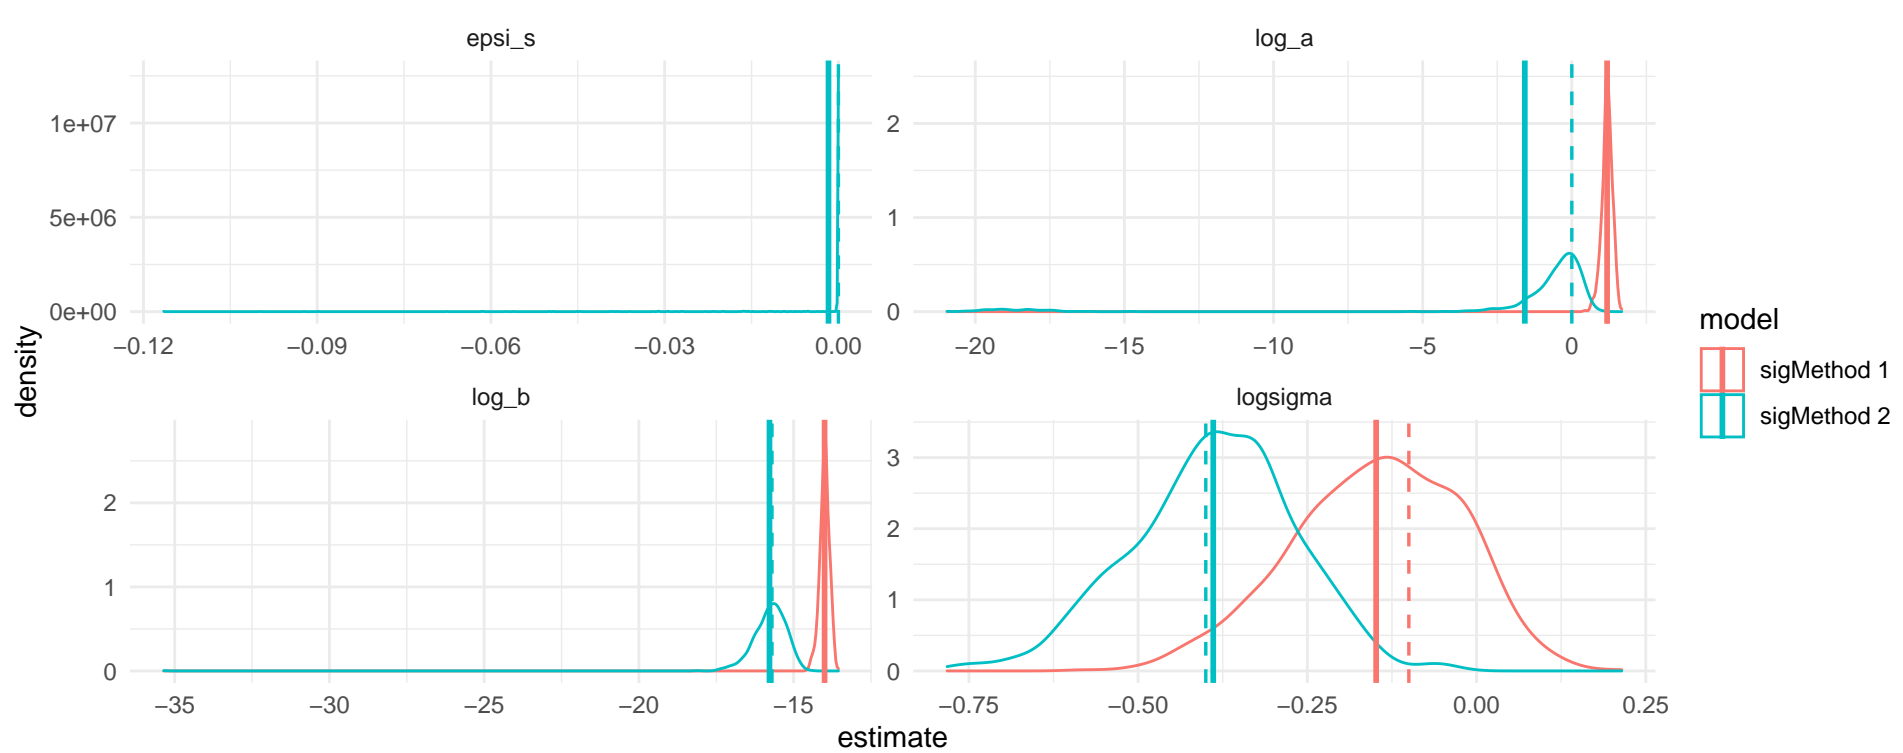 epsi_s
log_a
1e+07
5e+06
0e+00
−0.12
−0.09
−0.06
−0.03
0.00
2
1
0
−20
−15
−10
−5
0
log_b
logsigma
2
1
0
−35
−30
−25
−20
−15
3
2
1
0
−0.75
−0.50
−0.25
0.00
0.25
density
estimate
model
sigMethod 1
sigMethod 2